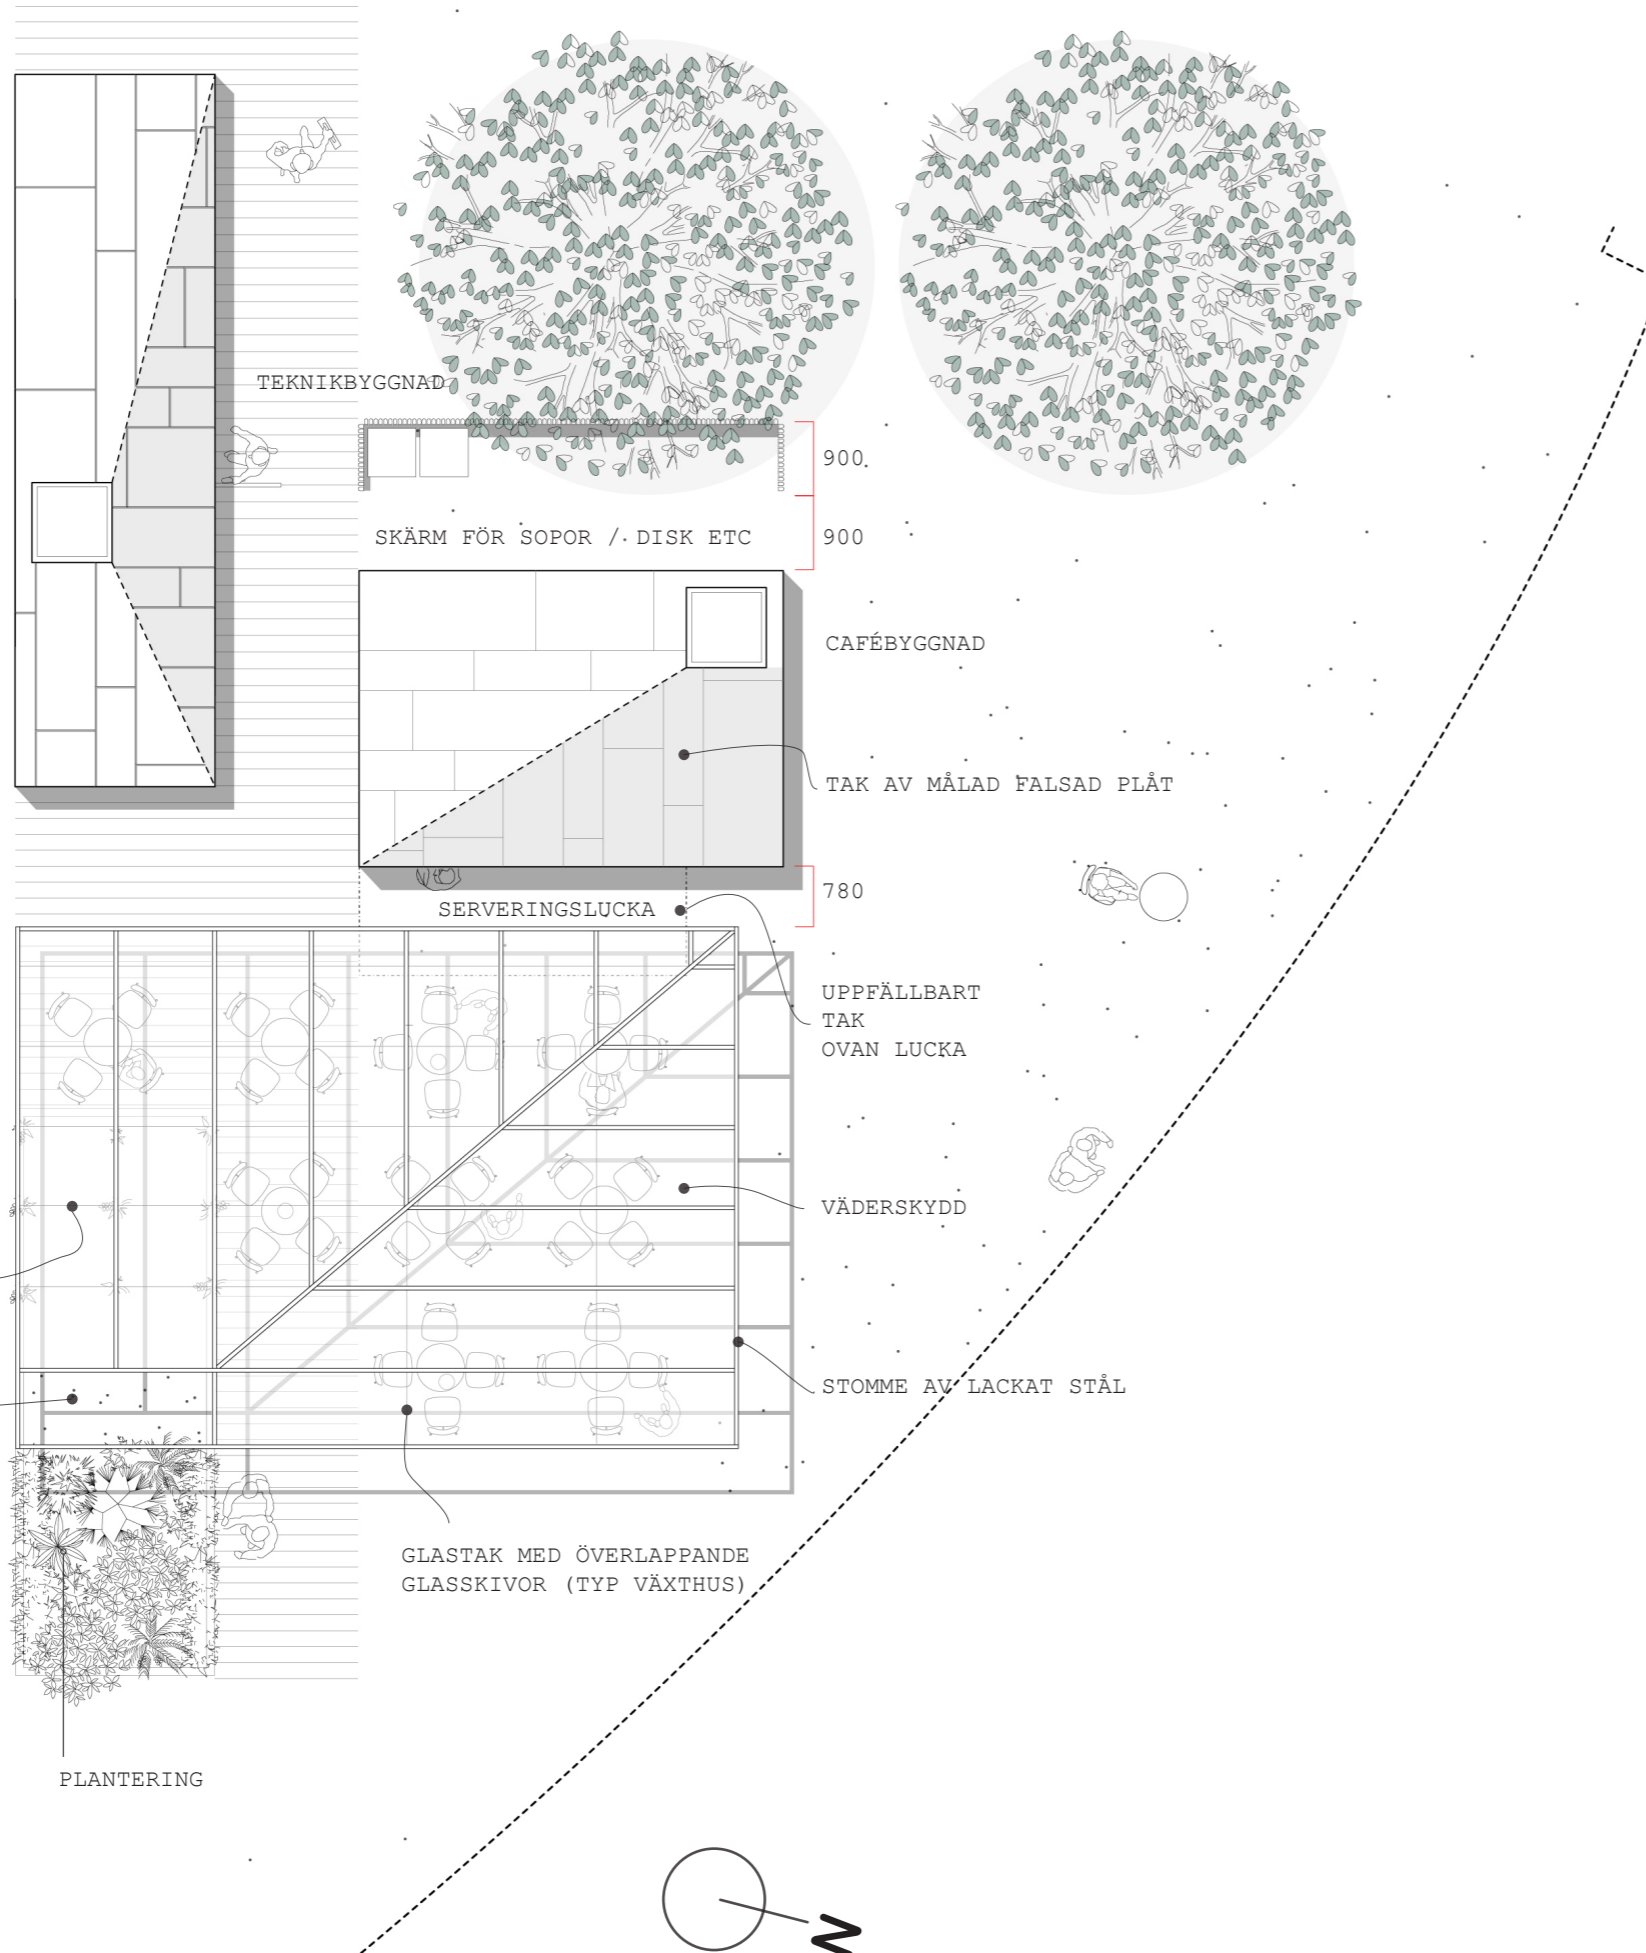 TEKNIKBYGGNAD
900
SKÄRM FÖR SOPOR / DISK ETC
900
CAFÉBYGGNAD
TAK AV MÅLAD FALSAD PLÅT
780
SERVERINGSLUCKA
UPPFÄLLBART
TAK
OVAN LUCKA
VÄDERSKYDD
STOMME AV LACKAT STÅL
GLASTAK MED ÖVERLAPPANDE
GLASSKIVOR (TYP VÄXTHUS)
PLANTERING
N